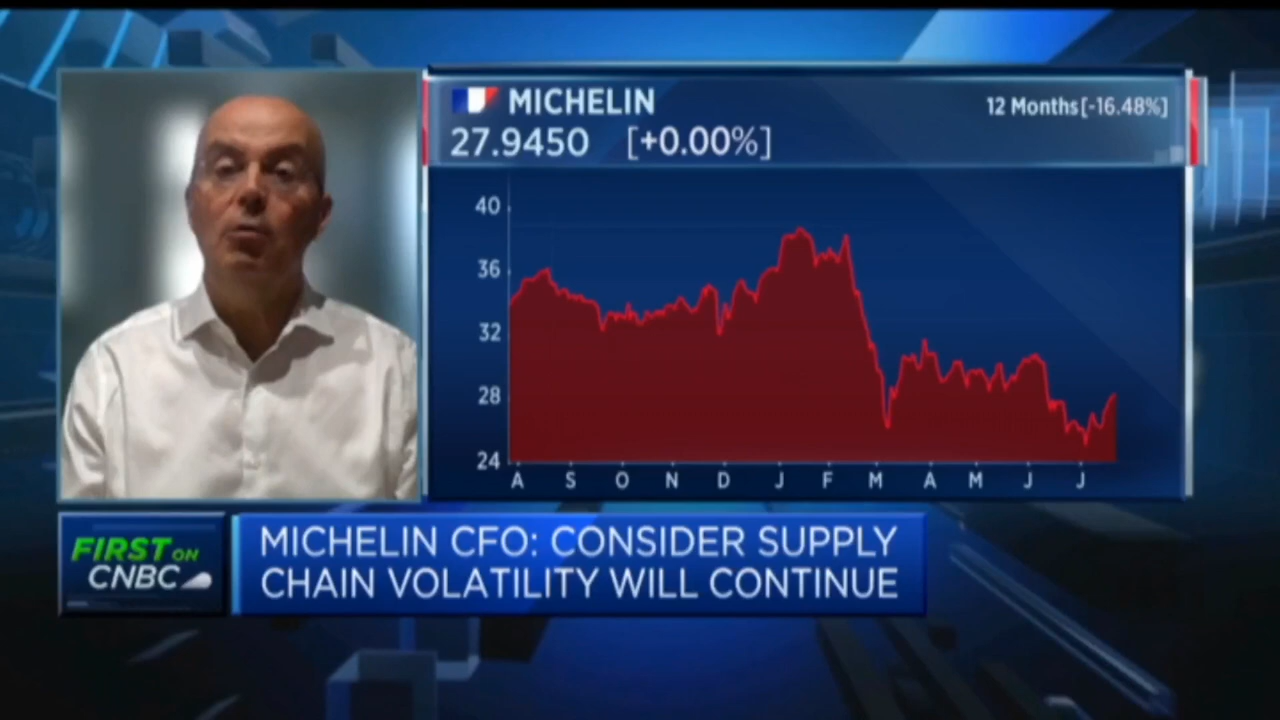 MICHELIN
12 Months[-16.48%]
27.9450 [+0.00%]
40
36
32
28
24
A S O N D J F M A M J J
FIRST ON
CNBC
MICHELIN CFO: CONSIDER SUPPLY
CHAIN VOLATILITY WILL CONTINUE